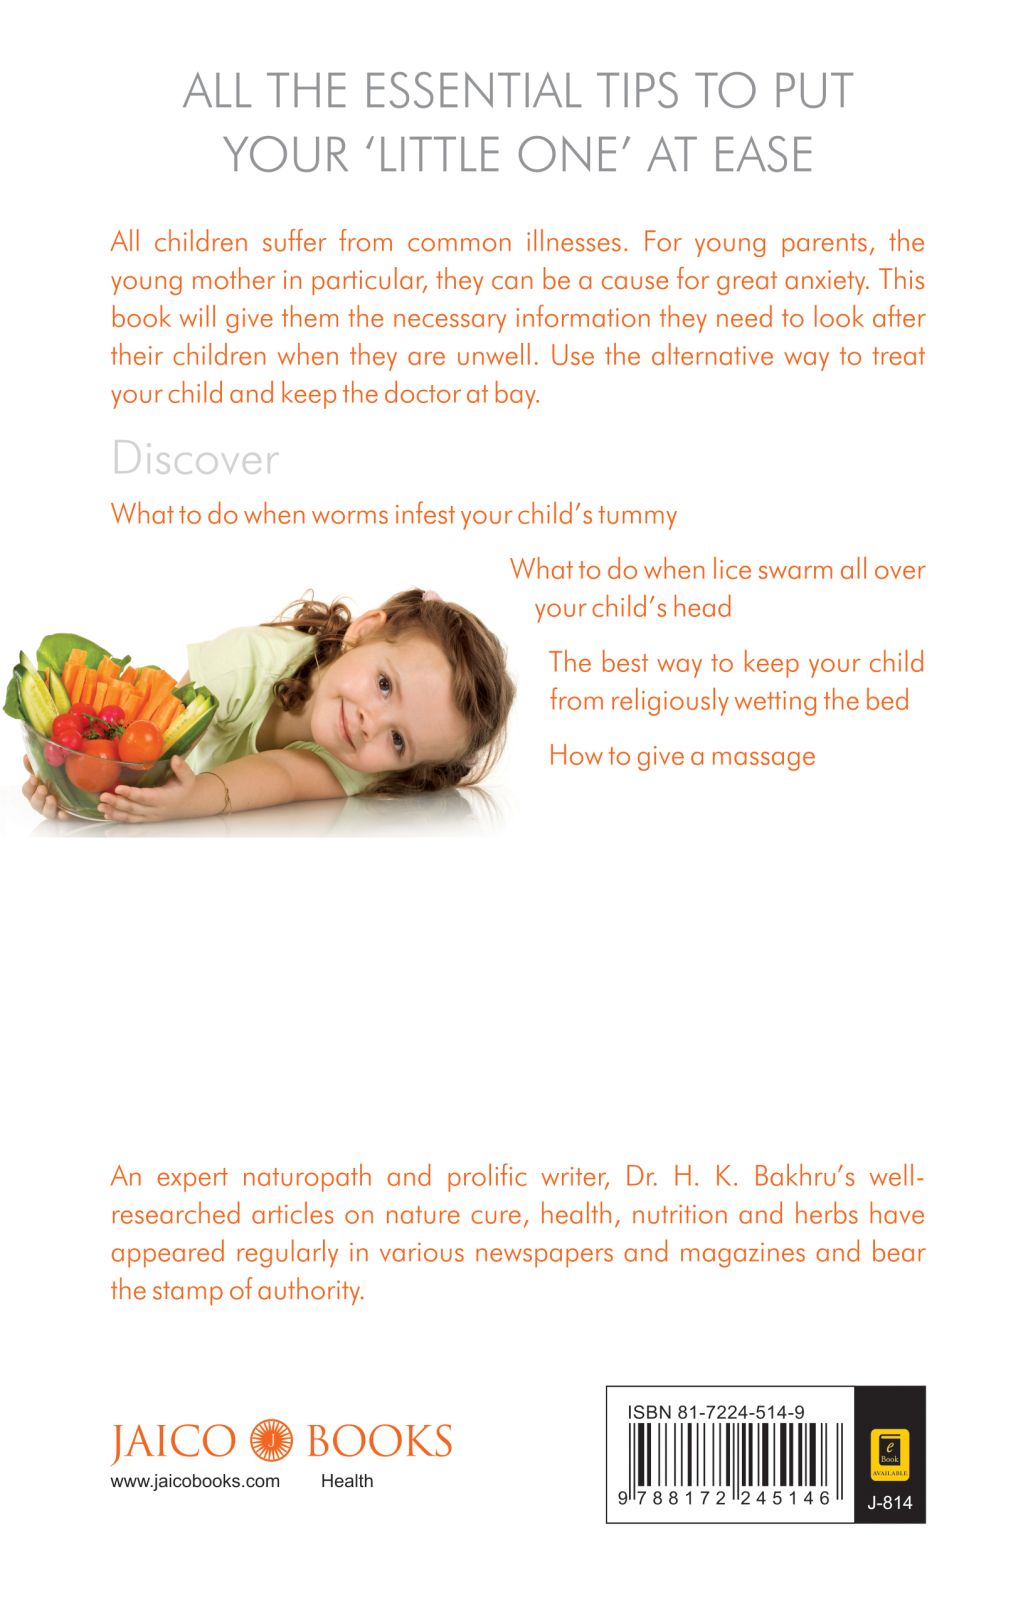 ALL THE ESSENTIAL TIPS TO PUT
YOUR ‘LITTLE ONE’ AT EASE
All children suffer from common illnesses. For young parents, the
young mother in particular, they can be a cause for great anxiety. This
book will give them the necessary information they need to look after
their children when they are unwell. Use the alternative way to treat
your child and keep the doctor at bay.
Discover
What to do when worms infest your child’s tummy
What to do when lice swarm all over
your child’s head
The best way to keep your child
from religiously wetting the bed
How to give a massage
An expert naturopath and prolific writer, Dr. H. K. Bakhru’s well-
researched articles on nature cure, health, nutrition and herbs have
appeared regularly in various newspapers and magazines and bear
the stamp of authority.
JAICO J BOOKS
www.jaicobooks.com Health
ISBN 81-7224-514-9
9 788172 245146
e
Book
AVAILABLE
J-814